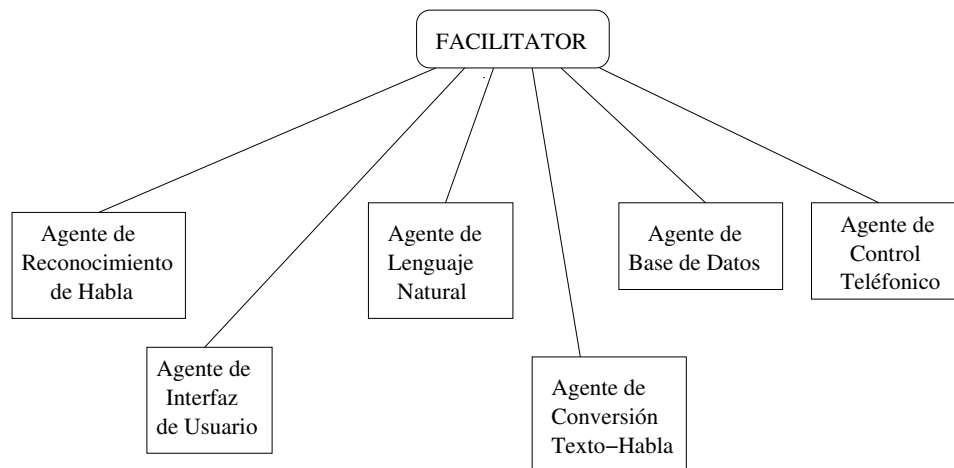 FACILITATOR
Agente de
Reconocimiento
de Habla
Agente de
Lenguaje
Natural
Agente de
Base de Datos
Agente de
Control
Teléfonico
Agente de
Interfaz
de Usuario
Agente de
Conversión
Texto−Habla